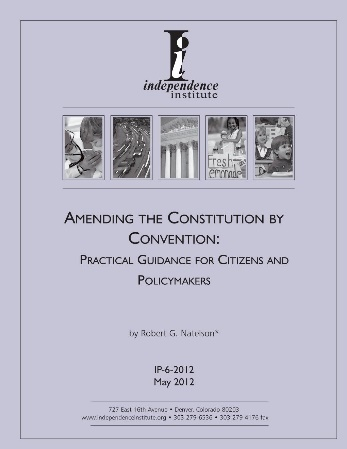 independence
institute
Fresh
lemonade
AMENDING THE CONSTITUTION BY
CONVENTION:
PRACTICAL GUIDANCE FOR CITIZENS AND
POLICYMAKERS
by Robert G. Natelson*
IP-6-2012
May 2012
727 East 16th Avenue • Denver, Colorado 80203
www.independenceinstitute.org • 303-279-6536 • 303-279-4176 fax